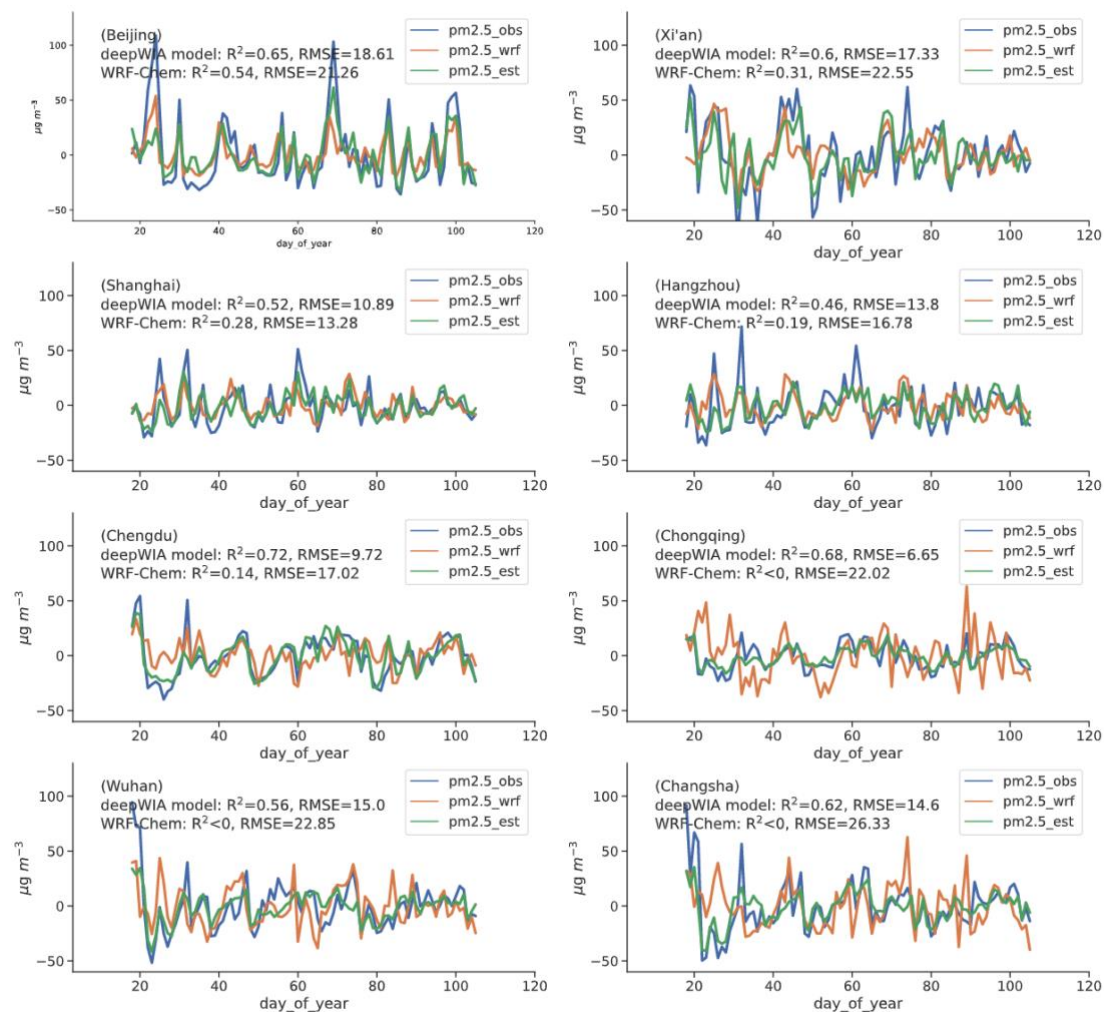 (Beijing)
deepWIA model: R²=0.65, RMSE=18.61
WRF-Chem: R²=0.54, RMSE=21.26
pm2.5_obs
pm2.5_wrf
pm2.5_est
μg m⁻³
100
50
0
−50
20
40
60
80
100
120
day_of_year
(Xi'an)
deepWIA model: R²=0.6, RMSE=17.33
WRF-Chem: R²=0.31, RMSE=22.55
pm2.5_obs
pm2.5_wrf
pm2.5_est
μg m⁻³
100
50
0
−50
20
40
60
80
100
120
day_of_year
(Shanghai)
deepWIA model: R²=0.52, RMSE=10.89
WRF-Chem: R²=0.28, RMSE=13.28
pm2.5_obs
pm2.5_wrf
pm2.5_est
μg m⁻³
100
50
0
−50
20
40
60
80
100
120
day_of_year
(Hangzhou)
deepWIA model: R²=0.46, RMSE=13.8
WRF-Chem: R²=0.19, RMSE=16.78
pm2.5_obs
pm2.5_wrf
pm2.5_est
μg m⁻³
100
50
0
−50
20
40
60
80
100
120
day_of_year
(Chengdu)
deepWIA model: R²=0.72, RMSE=9.72
WRF-Chem: R²=0.14, RMSE=17.02
pm2.5_obs
pm2.5_wrf
pm2.5_est
μg m⁻³
100
50
0
−50
20
40
60
80
100
120
day_of_year
(Chongqing)
deepWIA model: R²=0.68, RMSE=6.65
WRF-Chem: R²<0, RMSE=22.02
pm2.5_obs
pm2.5_wrf
pm2.5_est
μg m⁻³
100
50
0
−50
20
40
60
80
100
120
day_of_year
(Wuhan)
deepWIA model: R²=0.56, RMSE=15.0
WRF-Chem: R²<0, RMSE=22.85
pm2.5_obs
pm2.5_wrf
pm2.5_est
μg m⁻³
100
50
0
−50
20
40
60
80
100
120
day_of_year
(Changsha)
deepWIA model: R²=0.62, RMSE=14.6
WRF-Chem: R²<0, RMSE=26.33
pm2.5_obs
pm2.5_wrf
pm2.5_est
μg m⁻³
100
50
0
−50
20
40
60
80
100
120
day_of_year